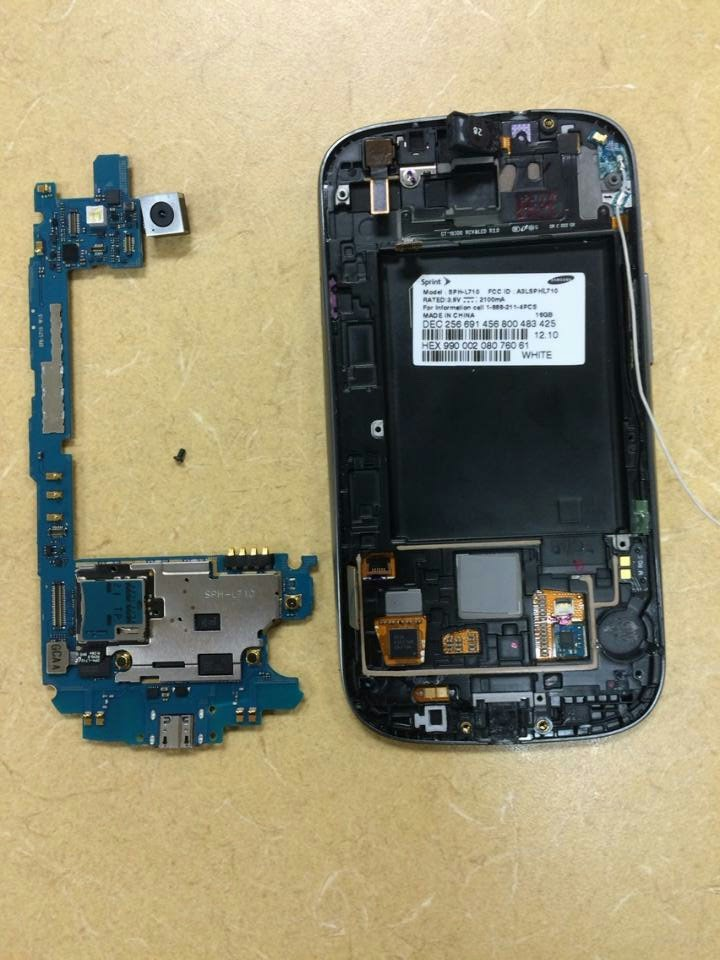 28
Sprint
SAMSUNG
Model : SPH-L710 FCC ID : A3LSPHL710
RATED:3.8V 2100mA
For Information call 1-888-211-4PCS
MADE IN CHINA 16GB
DEC 256 691 456 800 483 425
12.10
HEX 990 002 080 760 61
WHITE
SPH-L710
GCA